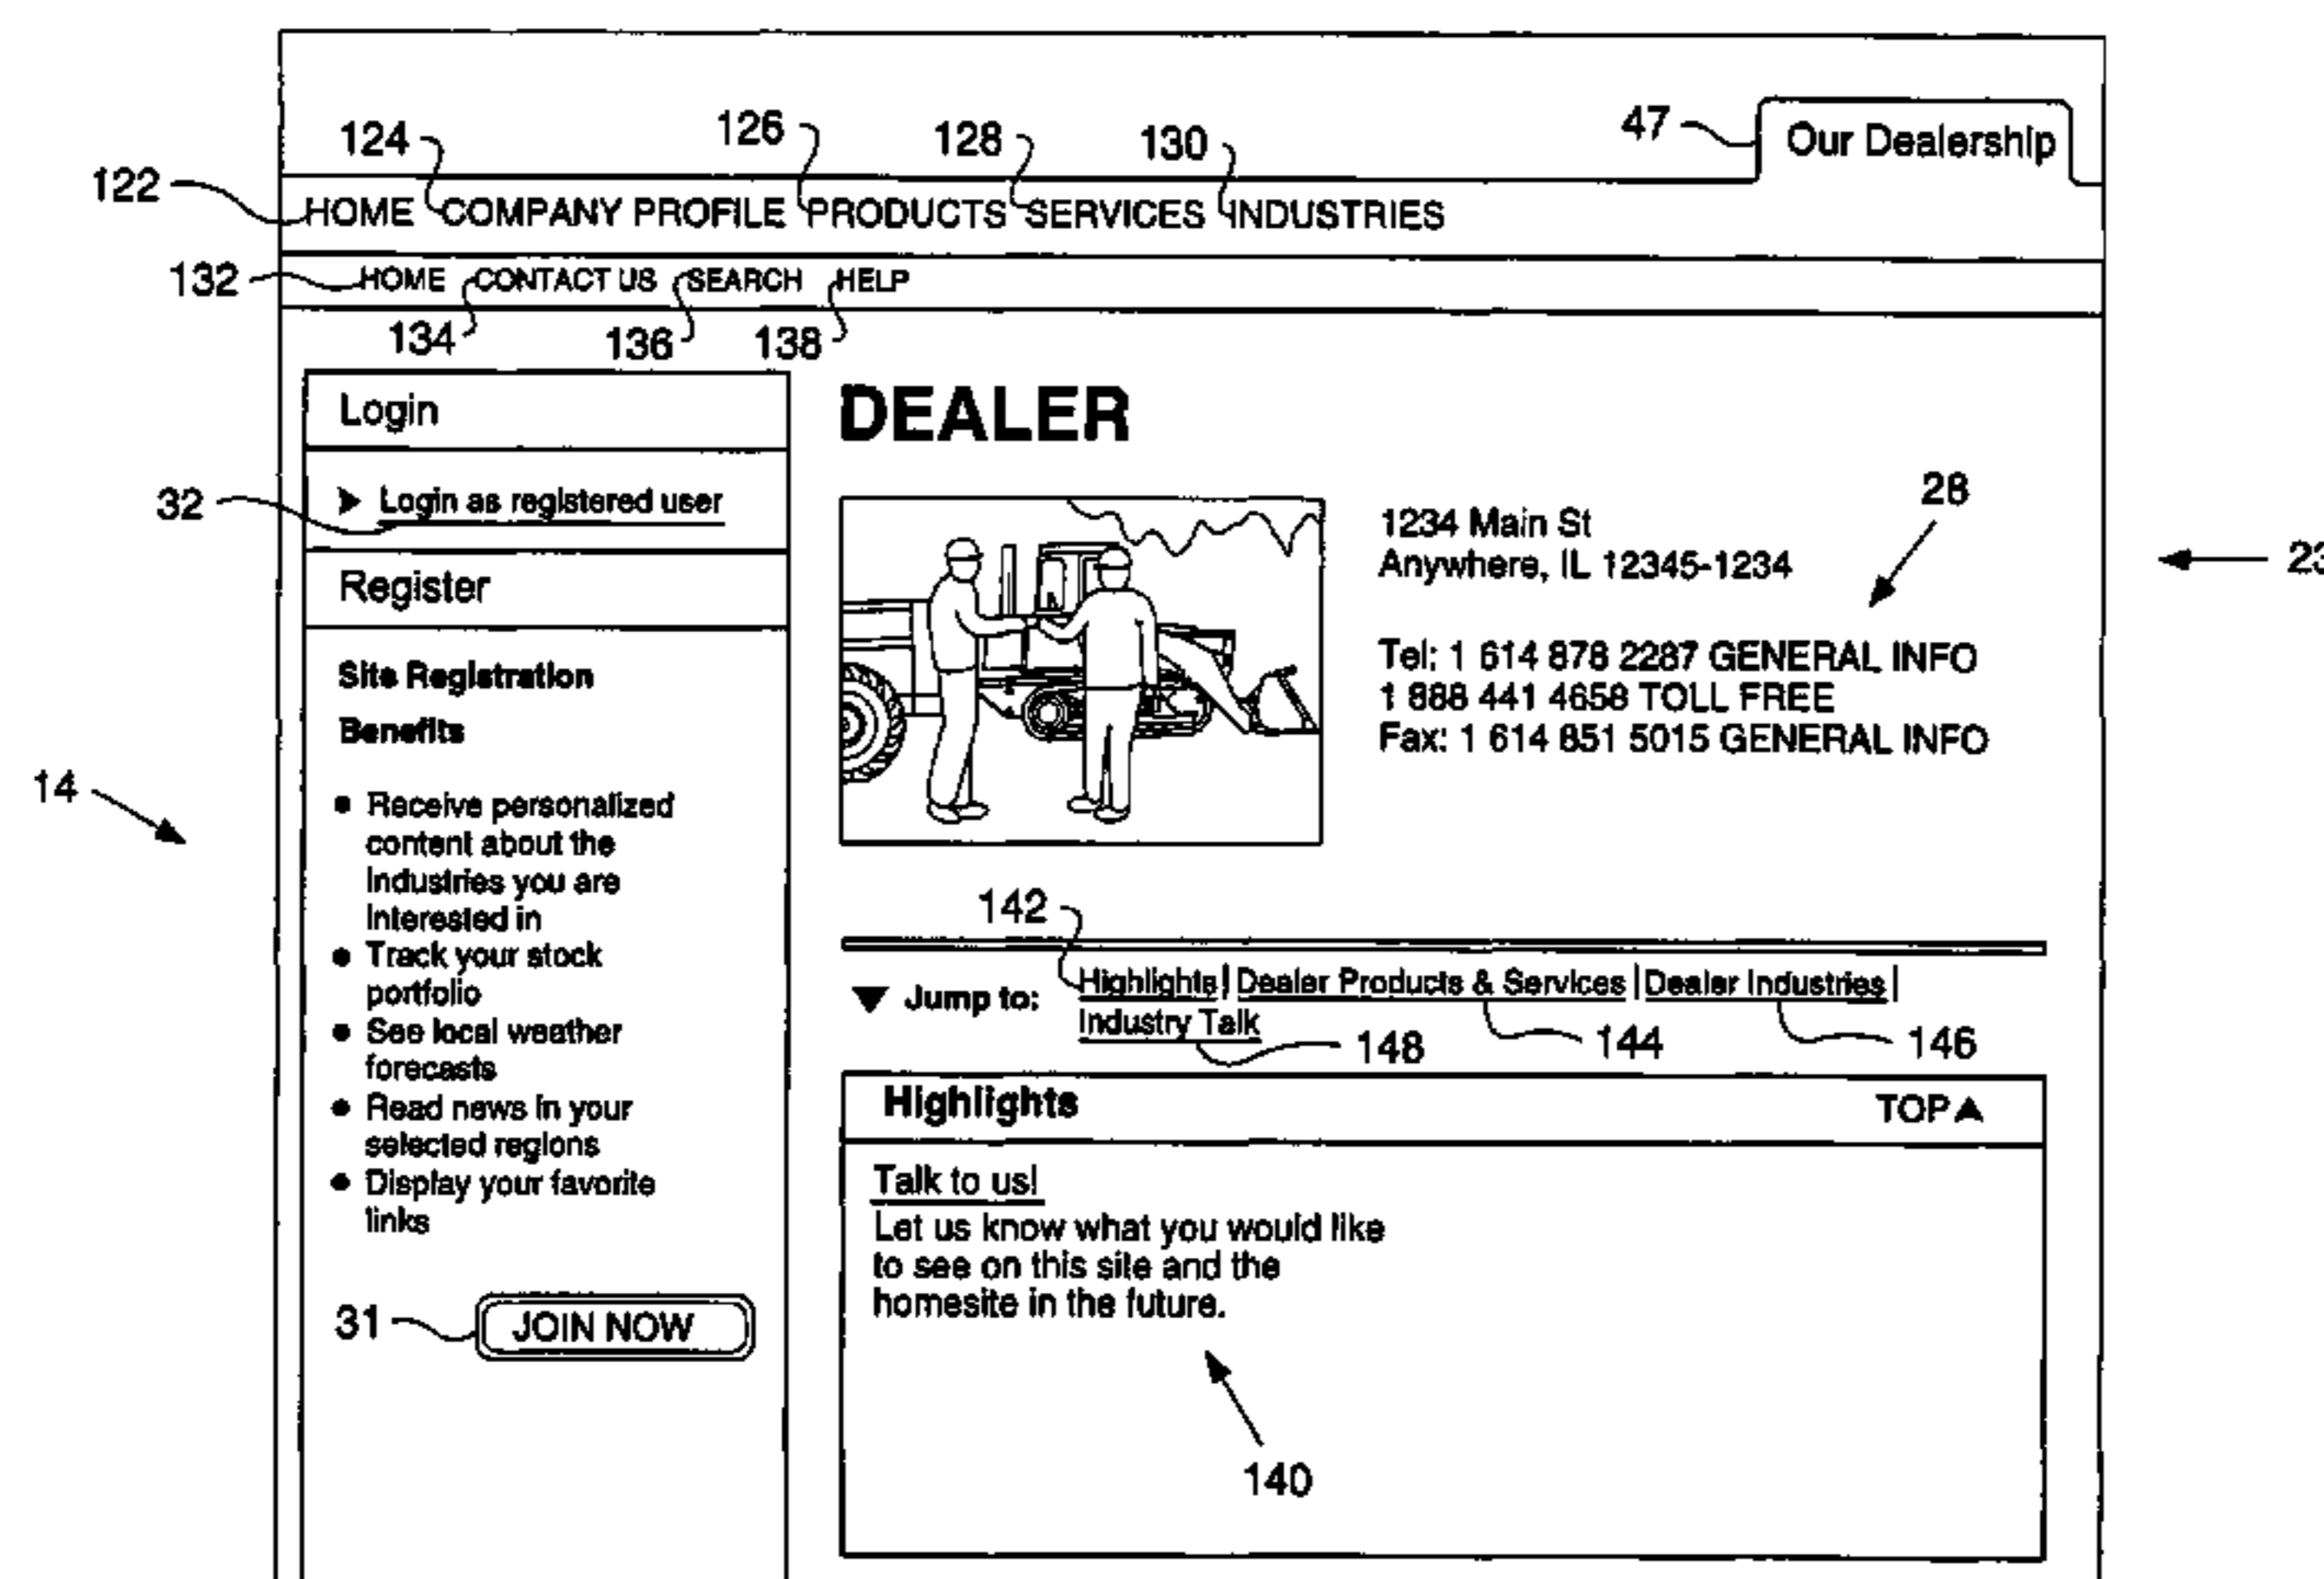 47 Our Dealership
124 126 128 130
122 HOME COMPANY PROFILE PRODUCTS SERVICES INDUSTRIES
132 HOME CONTACT US SEARCH HELP
134 136 138
Login
32 Login as registered user
Register
Site Registration
Benefits
Receive personalized
content about the
industries you are
interested in
Track your stock
portfolio
See local weather
forecasts
Read news in your
selected regions
Display your favorite
links
31 JOIN NOW
14
DEALER
28
23
1234 Main St
Anywhere, IL 12345-1234
Tel: 1 614 878 2287 GENERAL INFO
1 888 441 4658 TOLL FREE
Fax: 1 614 851 5015 GENERAL INFO
142
Jump to: Highlights | Dealer Products & Services | Dealer Industries |
Industry Talk
148 144 146
Highlights TOP
Talk to us!
Let us know what you would like
to see on this site and the
homesite in the future.
140